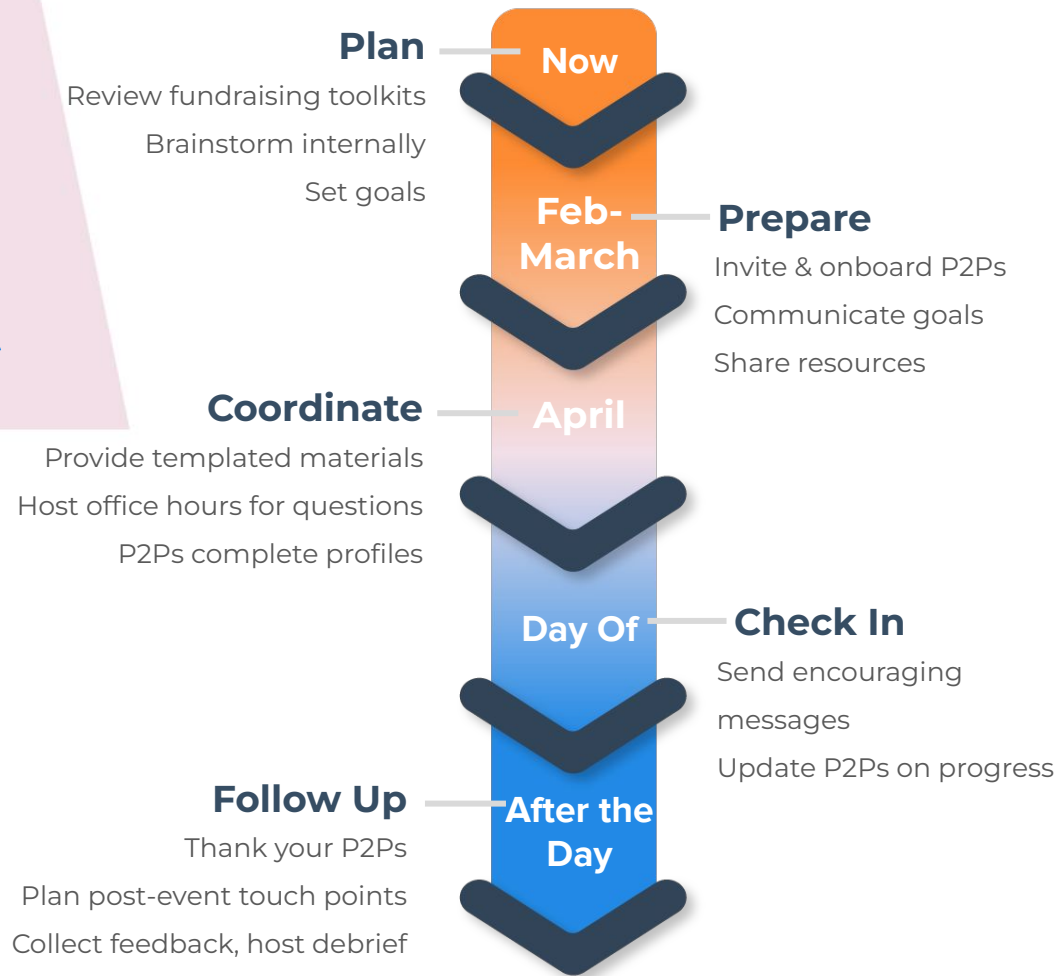 Plan
Now
Review fundraising toolkits
Brainstorm internally
Set goals
Feb-
March
Prepare
Invite & onboard P2Ps
Communicate goals
Share resources
Coordinate
April
Provide templated materials
Host office hours for questions
P2Ps complete profiles
Day Of
Check In
Send encouraging
messages
Update P2Ps on progress
Follow Up
After the
Day
Thank your P2Ps
Plan post-event touch points
Collect feedback, host debrief